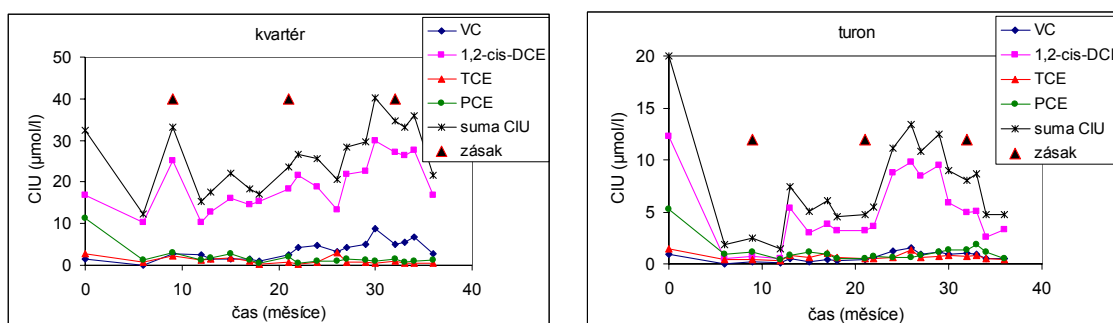 kvartér
50
40
30
20
10
0
0
10
20
30
40
ClU (µmol/l)
čas (měsíce)
VC
1,2-cis-DCE
TCE
PCE
suma ClU
zásak
turon
20
15
10
5
0
0
10
20
30
40
ClU (µmol/l)
čas (měsíce)
VC
1,2-cis-DCE
TCE
PCE
suma ClU
zásak